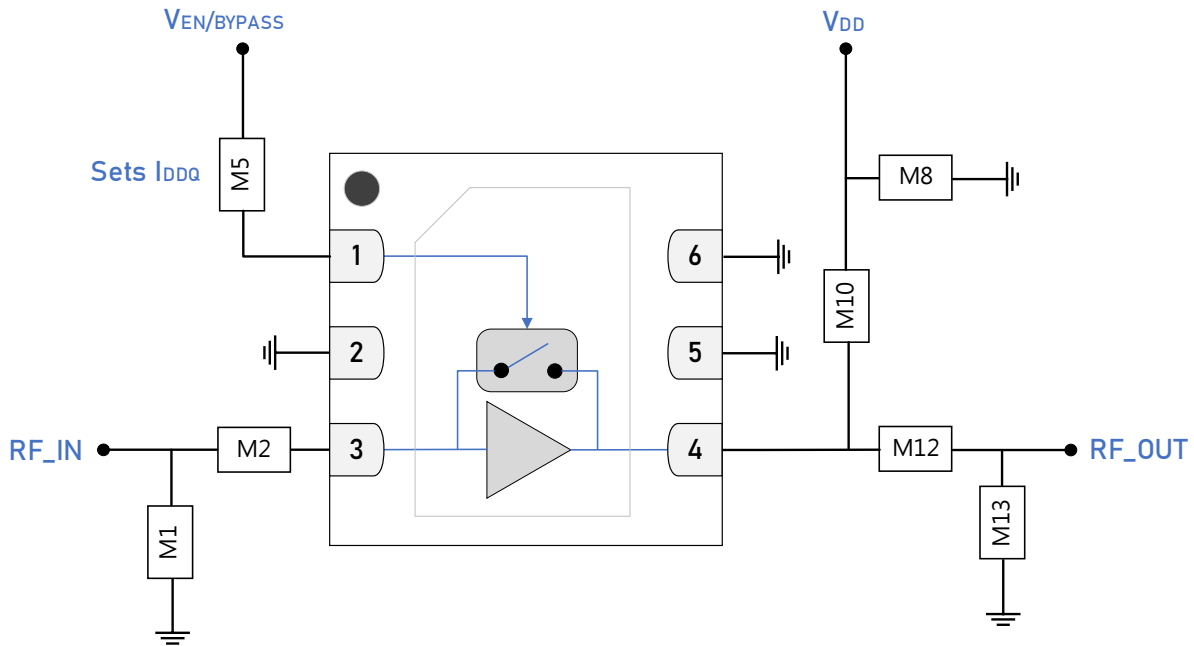 VEN/BYPASS
VDD
Sets IDDQ
M5
M8
1
6
M10
2
5
RF_IN
M2
3
4
M12
RF_OUT
M1
M13